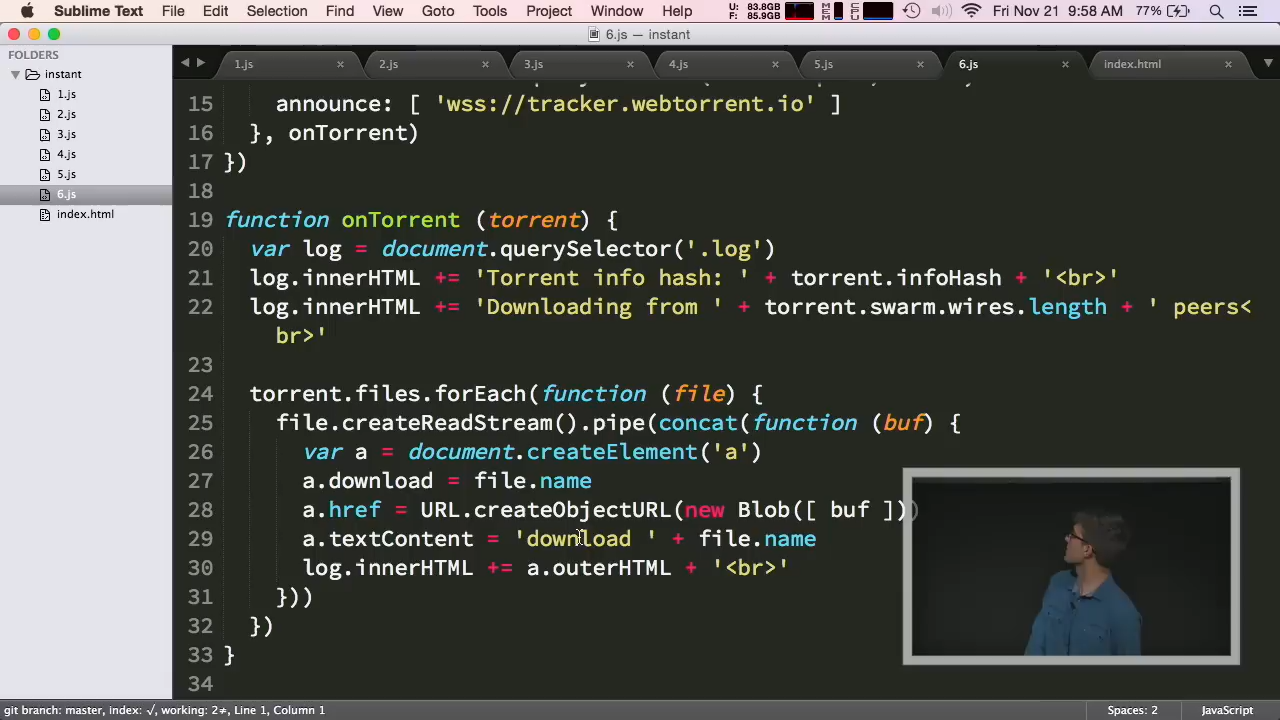 Sublime Text File Edit Selection Find View Goto Tools Project Window Help U: 83.8GB F: 85.9GB MEM CPU Fri Nov 21 9:58 AM 77%
6.js — instant
FOLDERS
instant
1.js
2.js
3.js
4.js
5.js
6.js
index.html
1.js × 2.js × 3.js × 4.js × 5.js × 6.js × index.html ×
15 announce: [ 'wss://tracker.webtorrent.io' ]
16 }, onTorrent)
17 })
18
19 function onTorrent (torrent) {
20 var log = document.querySelector('.log')
21 log.innerHTML += 'Torrent info hash: ' + torrent.infoHash + '<br>'
22 log.innerHTML += 'Downloading from ' + torrent.swarm.wires.length + ' peers<
br>'
23
24 torrent.files.forEach(function (file) {
25 file.createReadStream().pipe(concat(function (buf) {
26 var a = document.createElement('a')
27 a.download = file.name
28 a.href = URL.createObjectURL(new Blob([ buf ]))
29 a.textContent = 'download ' + file.name
30 log.innerHTML += a.outerHTML + '<br>'
31 }))
32 })
33 }
34
git branch: master, index: √, working: 2≠, Line 1, Column 1 Spaces: 2 JavaScript